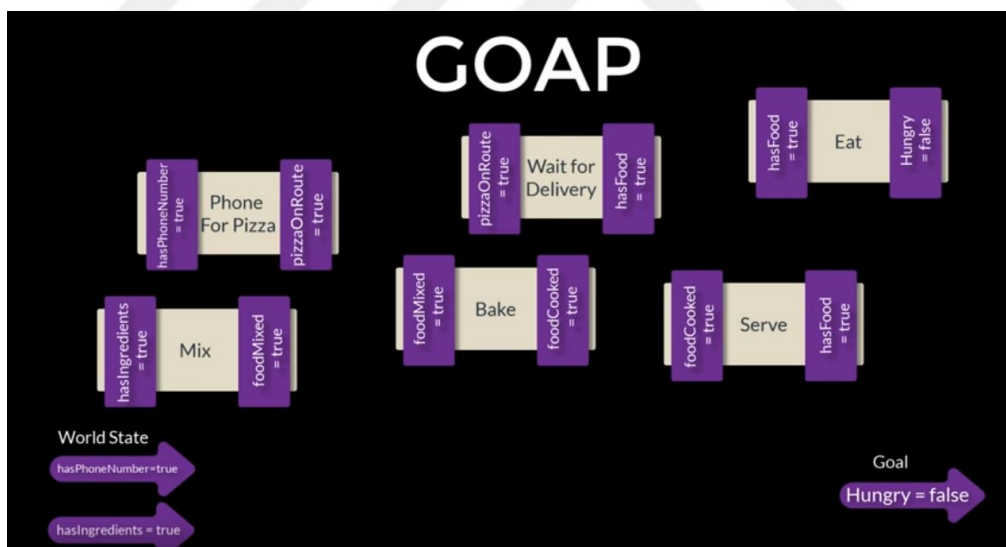 GOAP
hasFood
= true
Eat
Hungry
= false
pizzaOnRoute
= true
Wait for
Delivery
hasFood
= true
hasPhoneNumber
= true
Phone
For Pizza
pizzaOnRoute
= true
foodMixed
= true
Bake
foodCooked
= true
foodCooked
= true
Serve
hasFood
= true
hasIngredients
= true
Mix
foodMixed
= true
World State
hasPhoneNumber=true
hasIngredients = true
Goal
Hungry = false